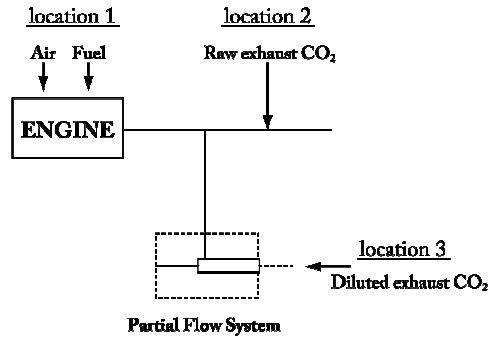 location 1
location 2
Air Fuel
Raw exhaust CO₂
ENGINE
location 3
Diluted exhaust CO₂
Partial Flow System